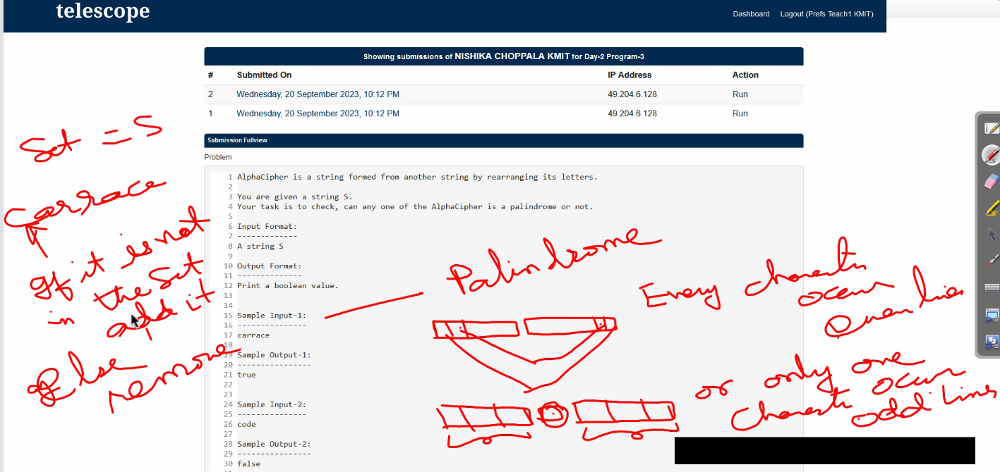 telescope
Dashboard Logout (Prefs Teach1 KMIT)
Showing submissions of NISHIKA CHOPPALA KMIT for Day-2 Program-3
# Submitted On IP Address Action
2 Wednesday, 20 September 2023, 10:12 PM 49.204.6.128 Run
1 Wednesday, 20 September 2023, 10:12 PM 49.204.6.128 Run
Submission Fullview
Problem
1 AlphaCipher is a string formed from another string by rearranging its letters.
2
3 You are given a string S.
4 Your task is to check, can any one of the AlphaCipher is a palindrome or not.
5
6 Input Format:
7 -------------
8 A string S
9
10 Output Format:
11 --------------
12 Print a boolean value.
13
14
15 Sample Input-1:
16 ---------------
17 carrace
18
19 Sample Output-1:
20 ----------------
21 true
22
23
24 Sample Input-2:
25 ---------------
26 code
27
28 Sample Output-2:
29 ----------------
30 false
Set = S
Carrace
If it is not
in the Set
add it
Else
remove
Palindrome
Every
occur
Even
or only one
occur
odd